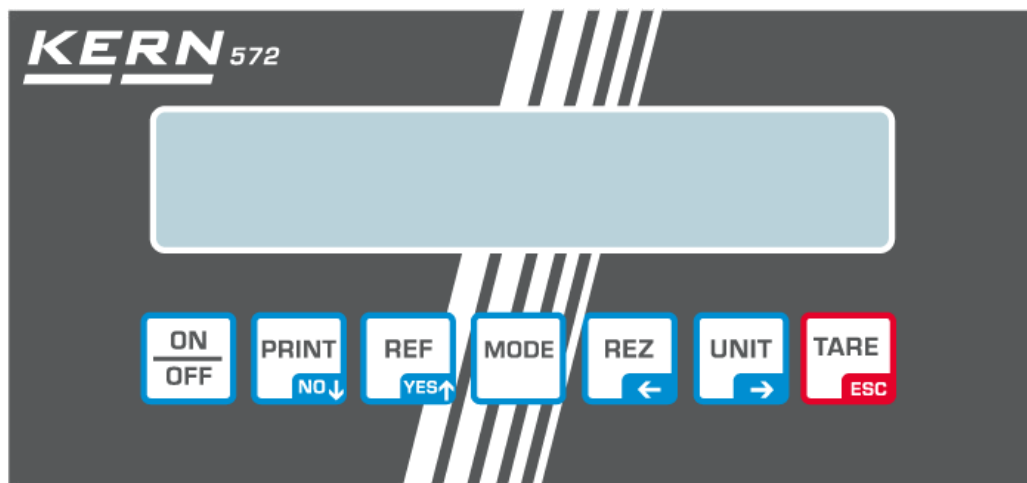 KERN 572
ON
OFF
PRINT
NO↓
REF
YES↑
MODE
REZ
←
UNIT
→
TARE
ESC